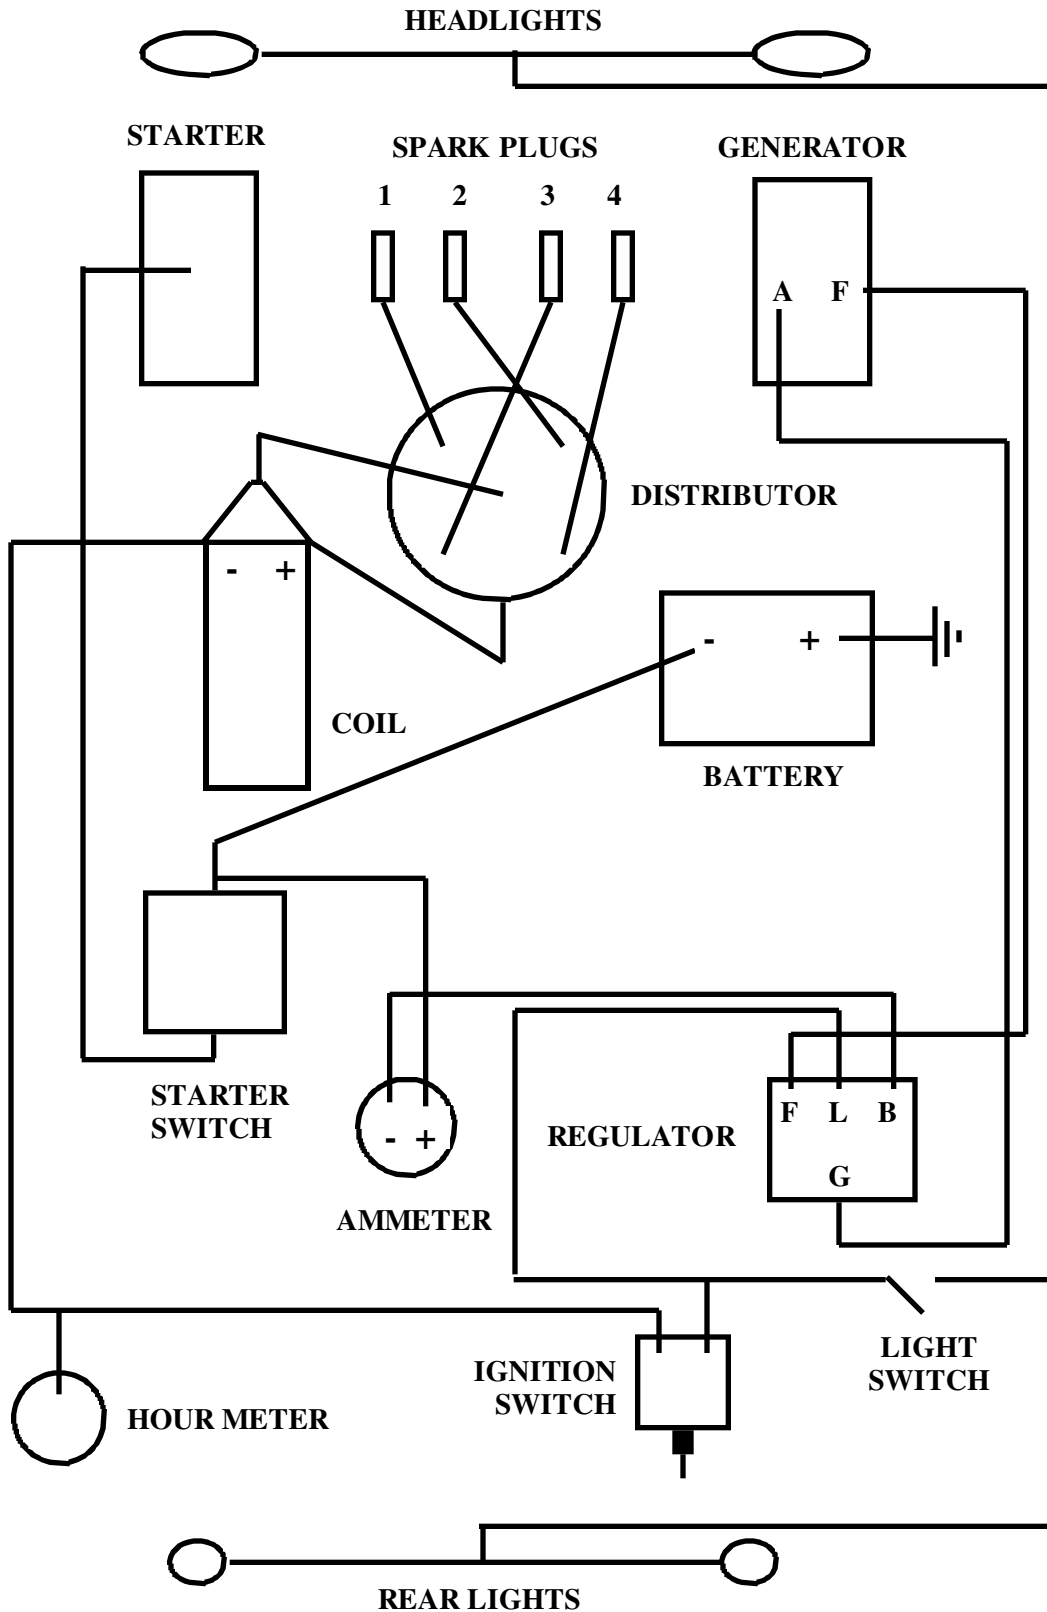 HEADLIGHTS
STARTER
SPARK PLUGS
GENERATOR
1 2 3 4
A F
DISTRIBUTOR
- +
- +
COIL
BATTERY
STARTER
SWITCH
F L B
REGULATOR
- +
G
AMMETER
LIGHT
SWITCH
IGNITION
SWITCH
HOUR METER
REAR LIGHTS